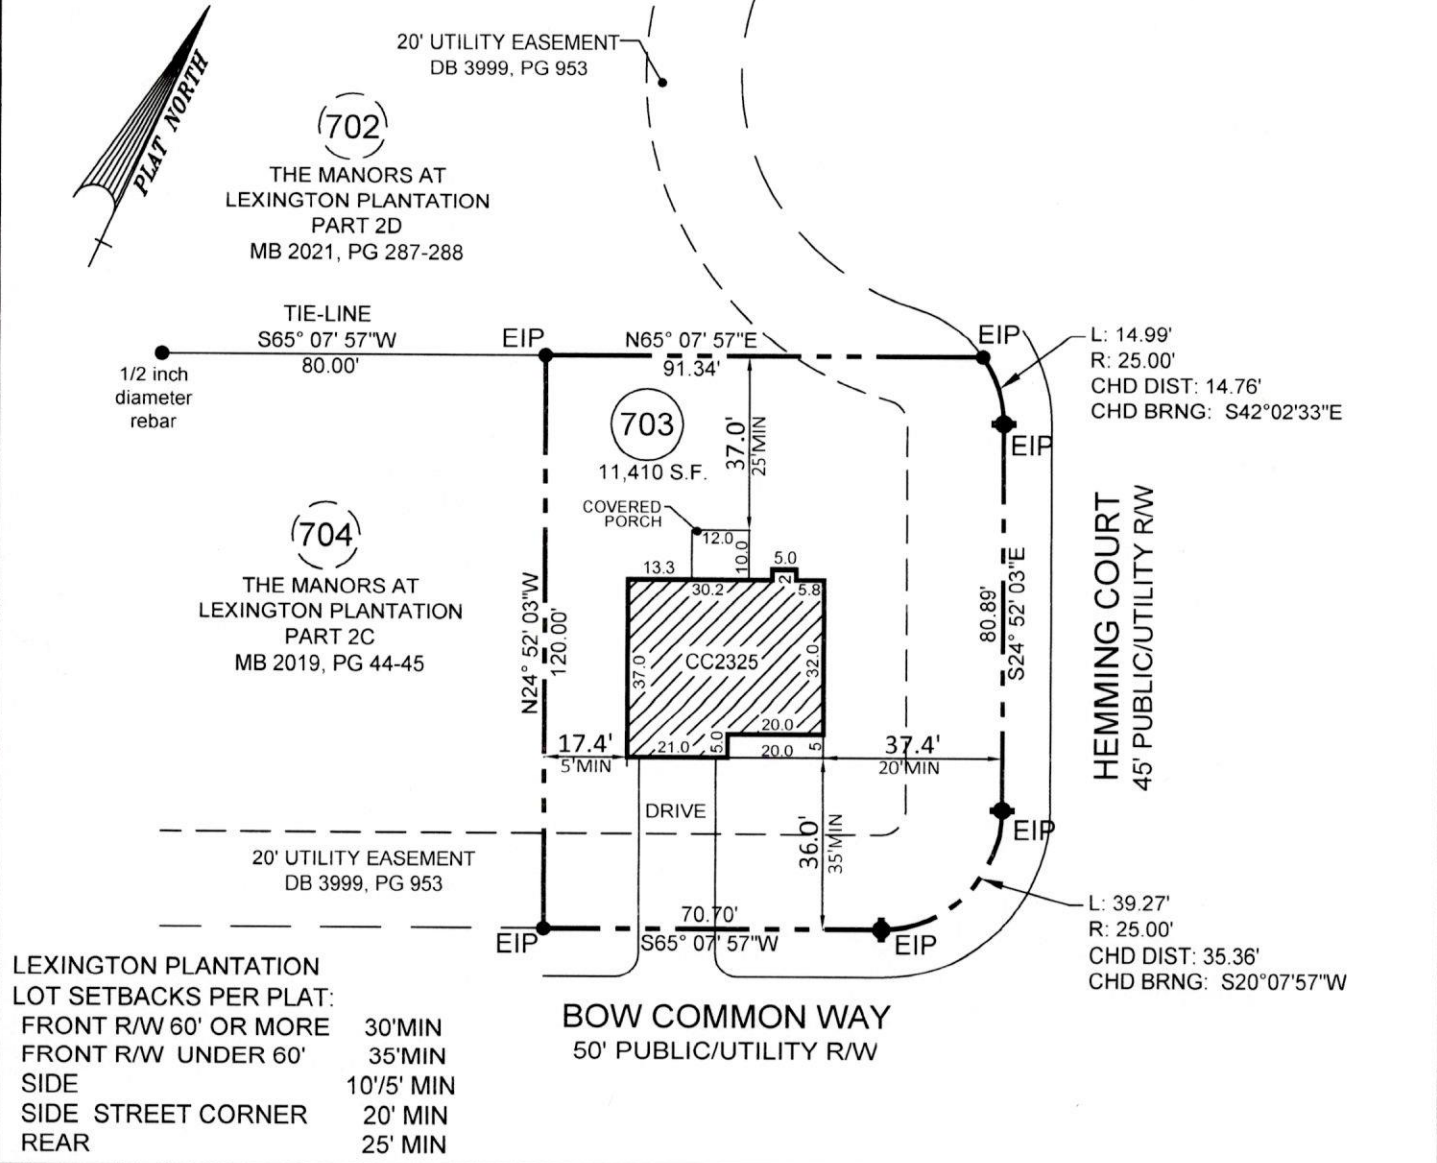 20' UTILITY EASEMENT
DB 3999, PG 953
PLAT NORTH
702
THE MANORS AT
LEXINGTON PLANTATION
PART 2D
MB 2021, PG 287-288
TIE-LINE
S65° 07' 57"W
80.00'
EIP
N65° 07' 57"E
91.34'
EIP
L: 14.99'
R: 25.00'
CHD DIST: 14.76'
CHD BRNG: S42°02'33"E
1/2 inch
diameter
rebar
703
11,410 S.F.
37.0'
25'MIN
EIP
COVERED
PORCH
12.0
10.0
13.3
30.2
5.0
2
5.8
704
THE MANORS AT
LEXINGTON PLANTATION
PART 2C
MB 2019, PG 44-45
N24° 52' 03"W
120.00'
37.0
CC2325
32.0
80.89'
S24° 52' 03"E
HEMMING COURT
45' PUBLIC/UTILITY R/W
20.0
21.0
5.0
20.0
5
17.4'
5'MIN
37.4'
20'MIN
DRIVE
36.0'
35'MIN
EIP
20' UTILITY EASEMENT
DB 3999, PG 953
EIP
70.70'
S65° 07' 57"W
EIP
L: 39.27'
R: 25.00'
CHD DIST: 35.36'
CHD BRNG: S20°07'57"W
LEXINGTON PLANTATION
LOT SETBACKS PER PLAT:
FRONT R/W 60' OR MORE 30'MIN
FRONT R/W UNDER 60' 35'MIN
SIDE 10'/5' MIN
SIDE STREET CORNER 20' MIN
REAR 25' MIN
BOW COMMON WAY
50' PUBLIC/UTILITY R/W